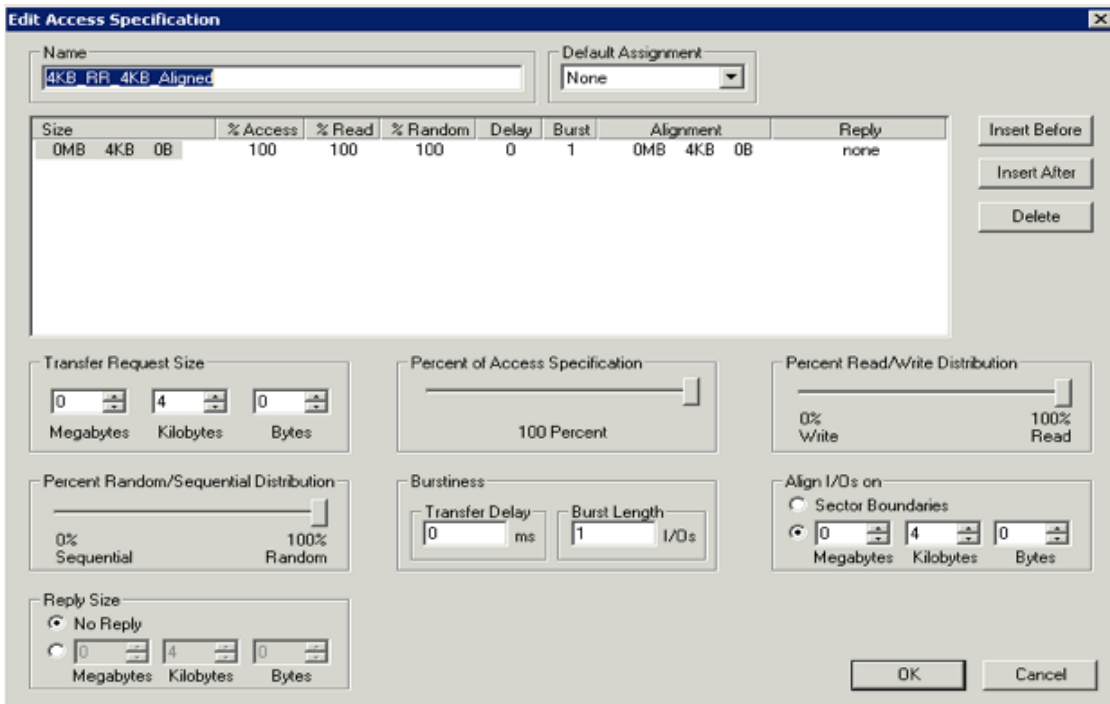 Edit Access Specification
Name
4KB_RR_4KB_Aligned
Default Assignment
None
Size % Access % Read % Random Delay Burst Alignment Reply
0MB 4KB 0B 100 100 100 0 1 0MB 4KB 0B none
Insert Before
Insert After
Delete
Transfer Request Size
0 4 0
Megabytes Kilobytes Bytes
Percent of Access Specification
100 Percent
Percent Read/Write Distribution
0% 100%
Write Read
Percent Random/Sequential Distribution
0% 100%
Sequential Random
Burstiness
Transfer Delay
0 ms
Burst Length
1 I/Os
Align I/Os on
Sector Boundaries
0 4 0
Megabytes Kilobytes Bytes
Reply Size
No Reply
0 4 0
Megabytes Kilobytes Bytes
OK Cancel